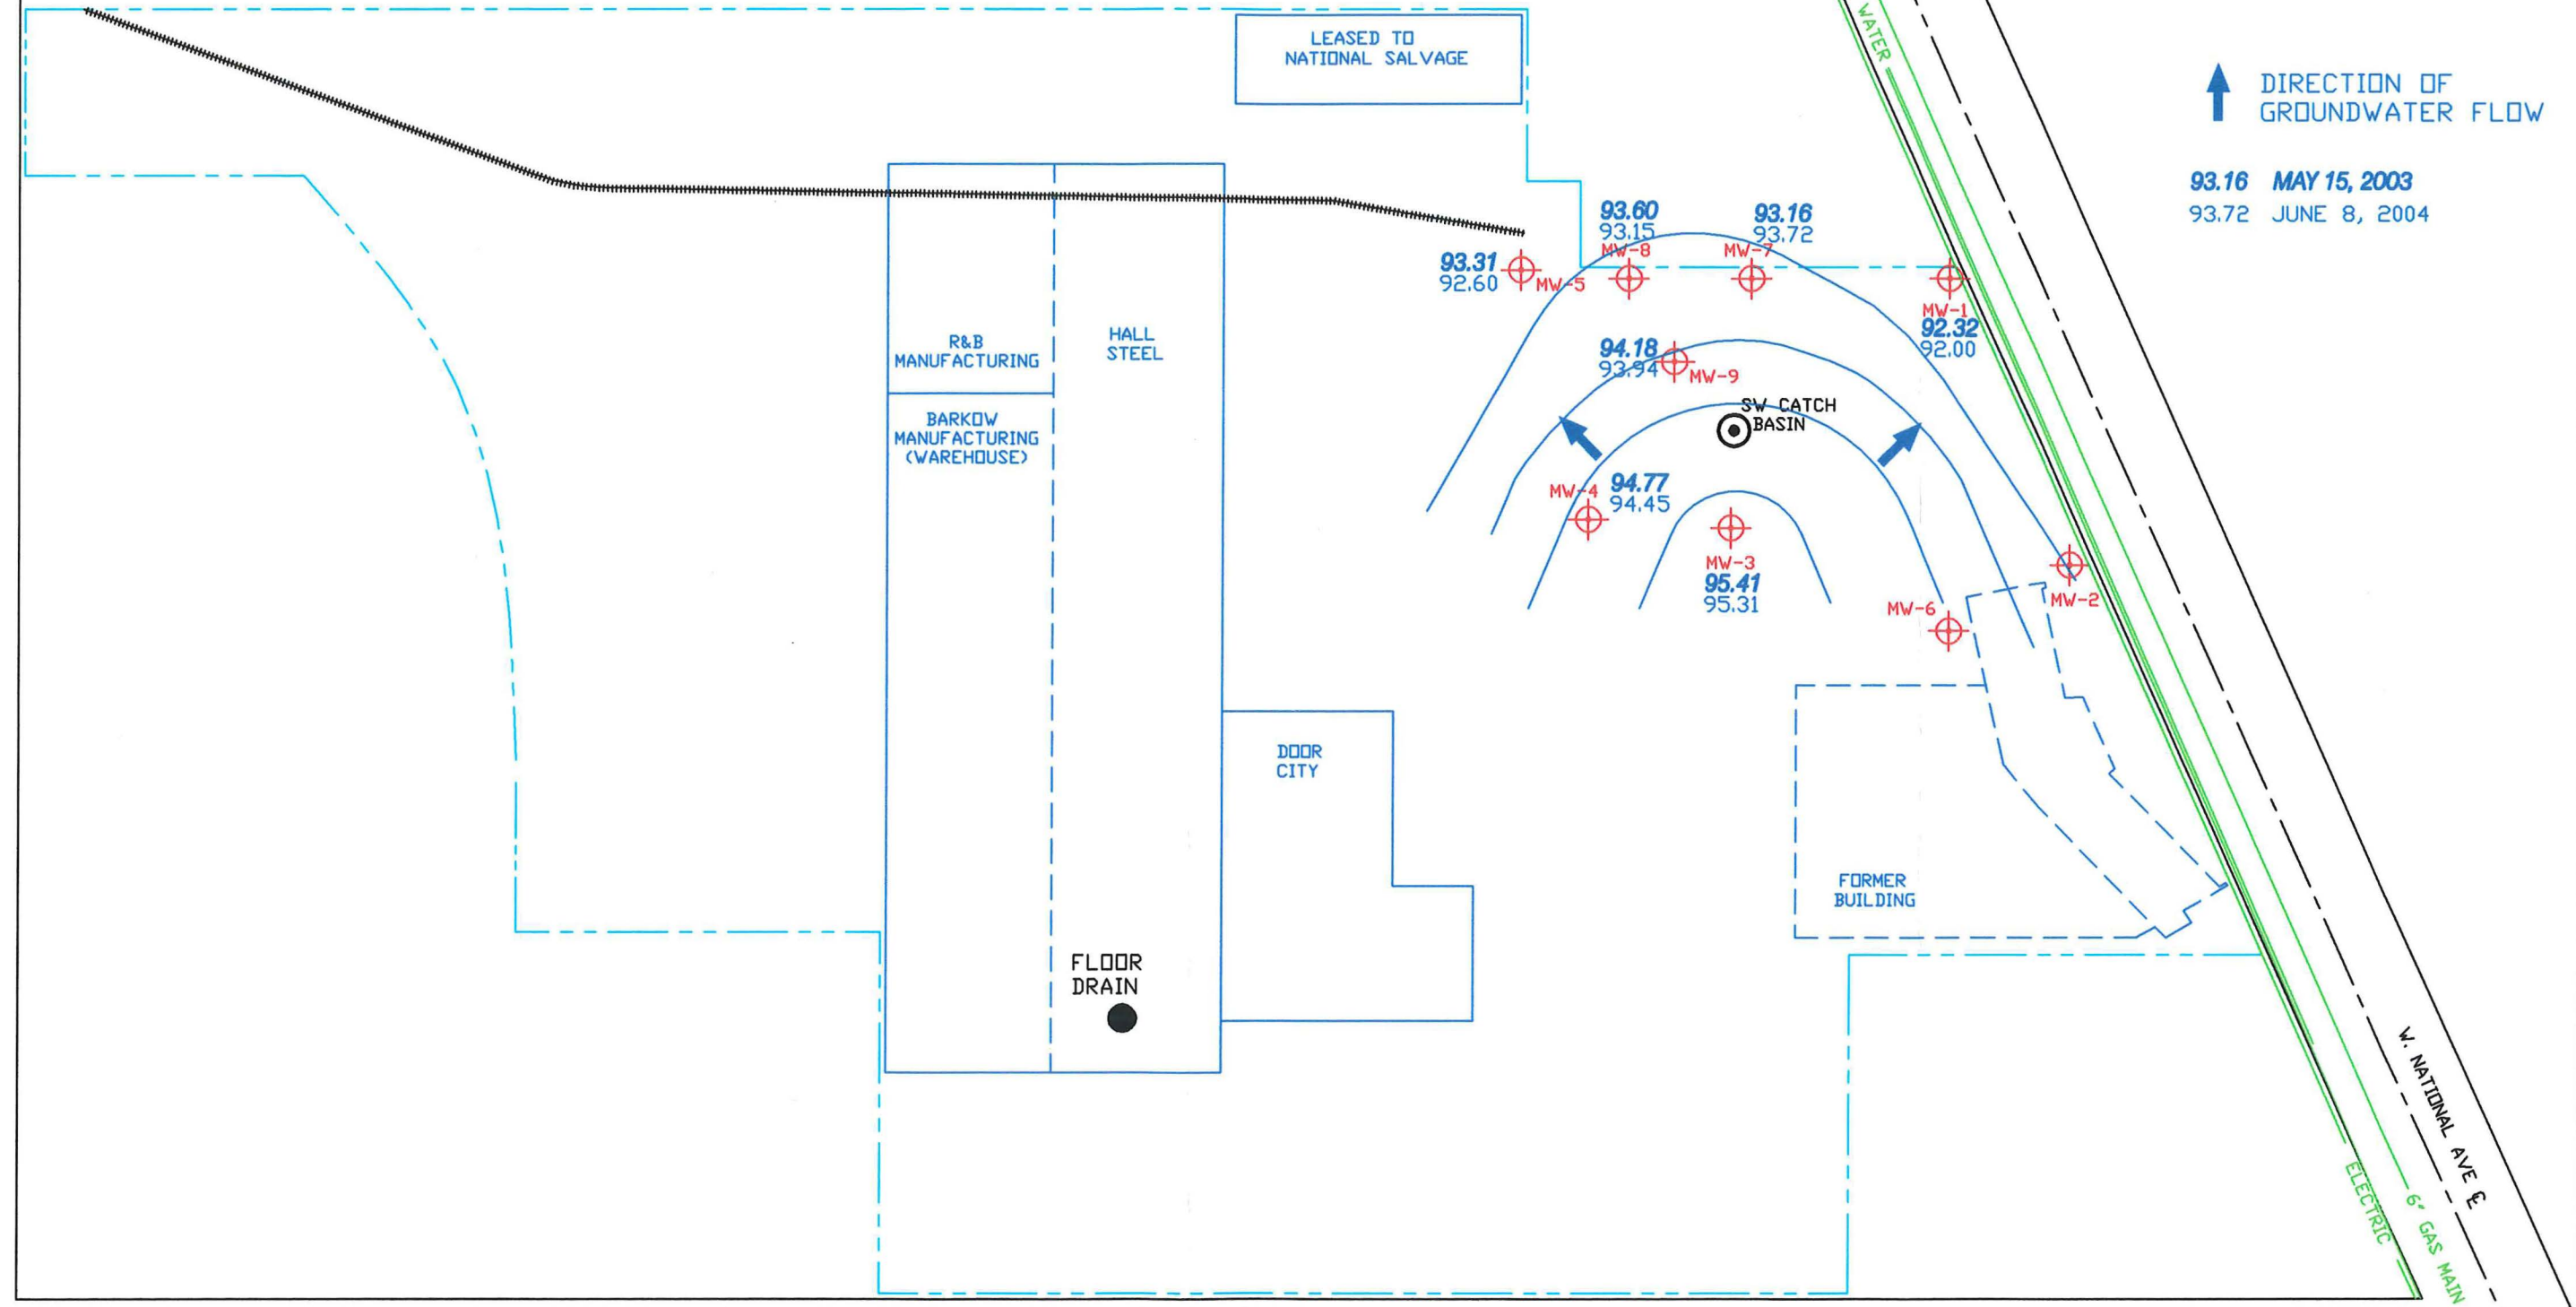 LEASED TO
NATIONAL SALVAGE
WATER
DIRECTION OF
GROUNDWATER FLOW
93.16 MAY 15, 2003
93.72 JUNE 8, 2004
93.60
93.15
MW-8
93.16
93.72
MW-7
93.31
92.60
MW-5
MW-1
92.32
92.00
R&B
MANUFACTURING
HALL
STEEL
94.18
93.94
MW-9
BARKOW
MANUFACTURING
(WAREHOUSE)
SW CATCH
BASIN
MW-4
94.77
94.45
MW-3
95.41
95.31
MW-6
MW-2
DOOR
CITY
FORMER
BUILDING
FLOOR
DRAIN
W. NATIONAL AVE ℄
ELECTRIC
6" GAS MAIN